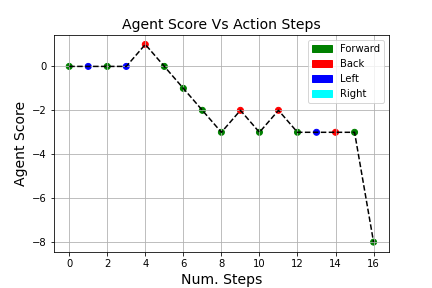 Agent Score Vs Action Steps
Forward
Back
Left
Right
Agent Score
0
−2
−4
−6
−8
0 2 4 6 8 10 12 14 16
Num. Steps